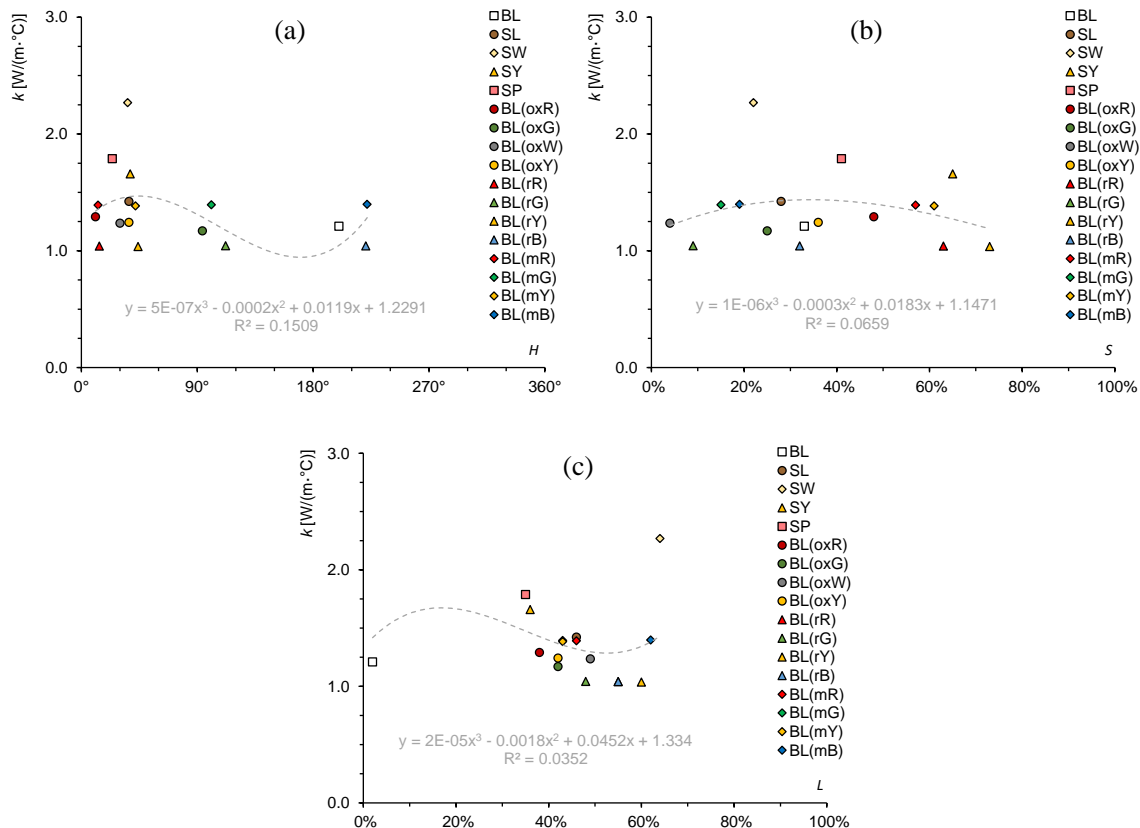 (a)
k [W/(m·°C)]
3.0
2.0
1.0
0.0
0°
90°
180°
270°
360°
H
y = 5E-07x³ - 0.0002x² + 0.0119x + 1.2291
R² = 0.1509
BL
SL
SW
SY
SP
BL(oxR)
BL(oxG)
BL(oxW)
BL(oxY)
BL(rR)
BL(rG)
BL(rY)
BL(rB)
BL(mR)
BL(mG)
BL(mY)
BL(mB)
(b)
k [W/(m·°C)]
3.0
2.0
1.0
0.0
0%
20%
40%
60%
80%
100%
S
y = 1E-06x³ - 0.0003x² + 0.0183x + 1.1471
R² = 0.0659
BL
SL
SW
SY
SP
BL(oxR)
BL(oxG)
BL(oxW)
BL(oxY)
BL(rR)
BL(rG)
BL(rY)
BL(rB)
BL(mR)
BL(mG)
BL(mY)
BL(mB)
(c)
k [W/(m·°C)]
3.0
2.0
1.0
0.0
0%
20%
40%
60%
80%
100%
L
y = 2E-05x³ - 0.0018x² + 0.0452x + 1.334
R² = 0.0352
BL
SL
SW
SY
SP
BL(oxR)
BL(oxG)
BL(oxW)
BL(oxY)
BL(rR)
BL(rG)
BL(rY)
BL(rB)
BL(mR)
BL(mG)
BL(mY)
BL(mB)